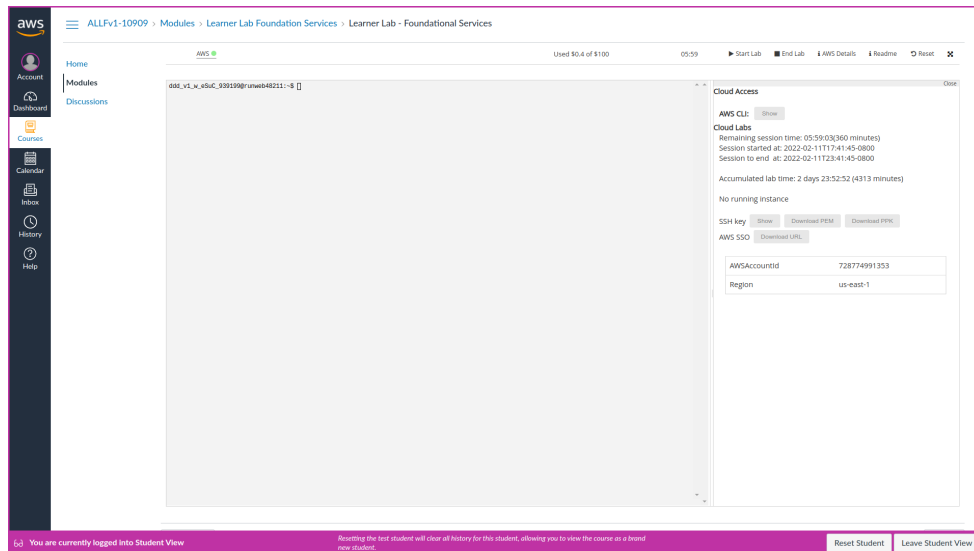 aws
ALLFv1-10909 › Modules › Learner Lab Foundation Services › Learner Lab - Foundational Services
Account
Dashboard
Courses
Calendar
Inbox
History
Help
Home
Modules
Discussions
AWS
Used $0.4 of $100
05:59
Start Lab
End Lab
AWS Details
Readme
Reset
ddd_v1_w_eSuC_939199@runweb48211:~$
Close
Cloud Access
AWS CLI: Show
Cloud Labs
Remaining session time: 05:59:03(360 minutes)
Session started at: 2022-02-11T17:41:45-0800
Session to end at: 2022-02-11T23:41:45-0800
Accumulated lab time: 2 days 23:52:52 (4313 minutes)
No running instance
SSH key Show Download PEM Download PPK
AWS SSO Download URL
AWSAccountId 728774991353
Region us-east-1
You are currently logged into Student View
Resetting the test student will clear all history for this student, allowing you to view the course as a brand
new student.
Reset Student
Leave Student View